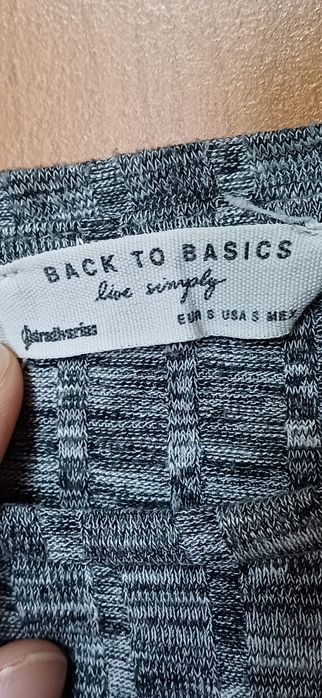 BACK TO BASICS
live simply
Stradivarius
EUR S USA S MEX